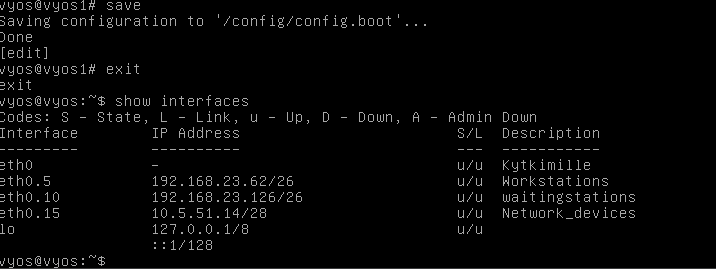 vyos@vyos1# save
Saving configuration to '/config/config.boot'...
Done
[edit]
vyos@vyos1# exit
exit
vyos@vyos:~$ show interfaces
Codes: S - State, L - Link, u - Up, D - Down, A - Admin Down
Interface        IP Address                        S/L  Description
---------        ----------                        ---  -----------
eth0             -                                 u/u  Kytkimille
eth0.5           192.168.23.62/26                  u/u  Workstations
eth0.10          192.168.23.126/26                 u/u  waitingstations
eth0.15          10.5.51.14/28                     u/u  Network_devices
lo               127.0.0.1/8                       u/u
                 ::1/128
vyos@vyos:~$